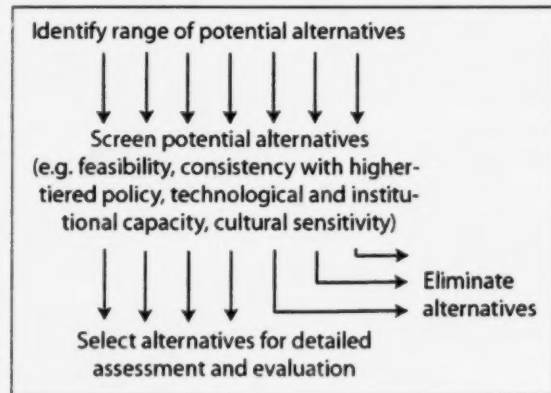 Identify range of potential alternatives
Screen potential alternatives
(e.g. feasibility, consistency with higher-
tiered policy, technological and institu-
tional capacity, cultural sensitivity)
Eliminate
alternatives
Select alternatives for detailed
assessment and evaluation